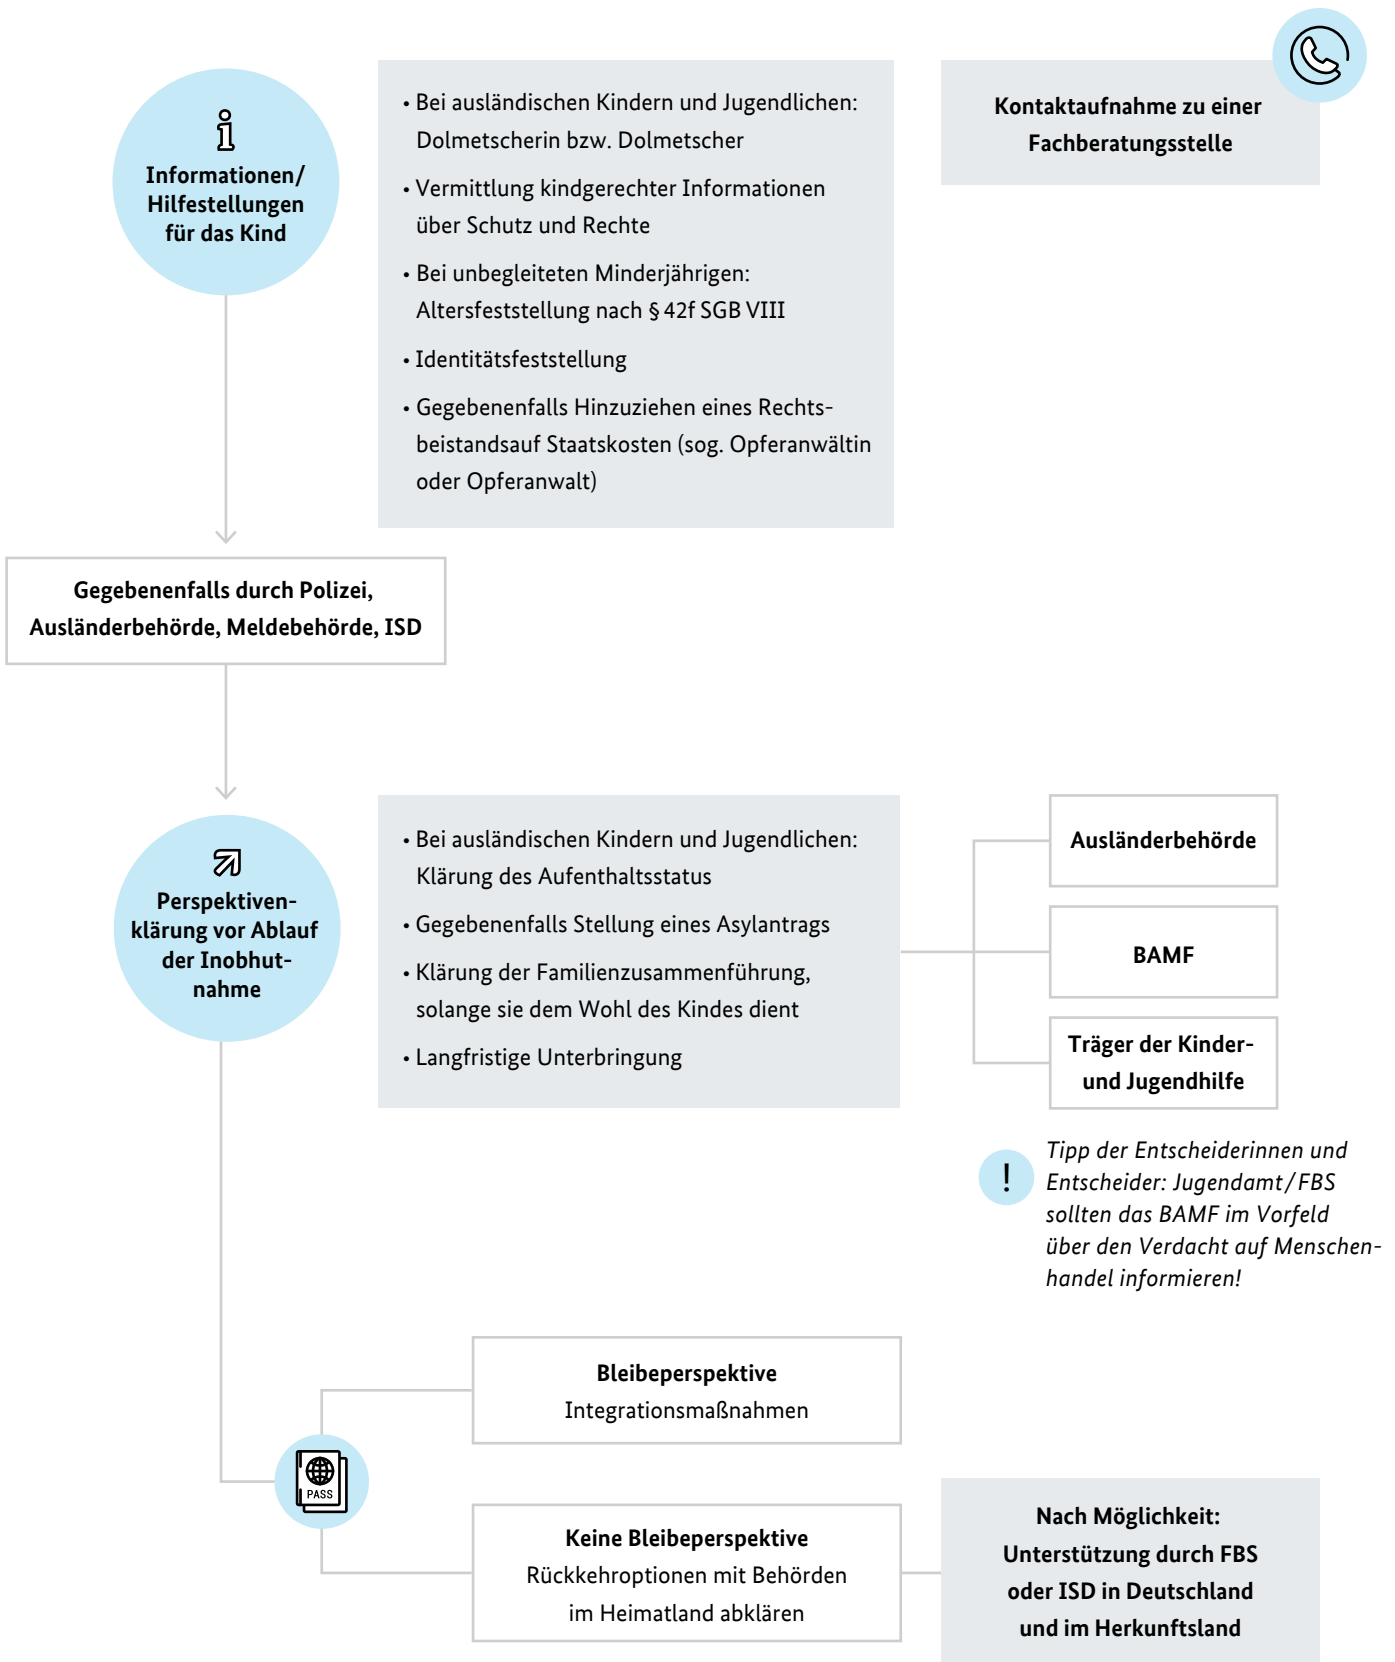 Informationen/
Hilfestellungen
für das Kind
• Bei ausländischen Kindern und Jugendlichen:
Dolmetscherin bzw. Dolmetscher
• Vermittlung kindgerechter Informationen
über Schutz und Rechte
• Bei unbegleiteten Minderjährigen:
Altersfeststellung nach § 42f SGB VIII
• Identitätsfeststellung
• Gegebenenfalls Hinzuziehen eines Rechts-
beistandsauf Staatskosten (sog. Opferanwältin
oder Opferanwalt)
Kontaktaufnahme zu einer
Fachberatungsstelle
Gegebenenfalls durch Polizei,
Ausländerbehörde, Meldebehörde, ISD
Perspektiven-
klärung vor Ablauf
der Inobhut-
nahme
• Bei ausländischen Kindern und Jugendlichen:
Klärung des Aufenthaltsstatus
• Gegebenenfalls Stellung eines Asylantrags
• Klärung der Familienzusammenführung,
solange sie dem Wohl des Kindes dient
• Langfristige Unterbringung
Ausländerbehörde
BAMF
Träger der Kinder-
und Jugendhilfe
!
Tipp der Entscheiderinnen und
Entscheider: Jugendamt / FBS
sollten das BAMF im Vorfeld
über den Verdacht auf Menschen-
handel informieren!
Bleibeperspektive
Integrationsmaßnahmen
PASS
Keine Bleibeperspektive
Rückkehroptionen mit Behörden
im Heimatland abklären
Nach Möglichkeit:
Unterstützung durch FBS
oder ISD in Deutschland
und im Herkunftsland